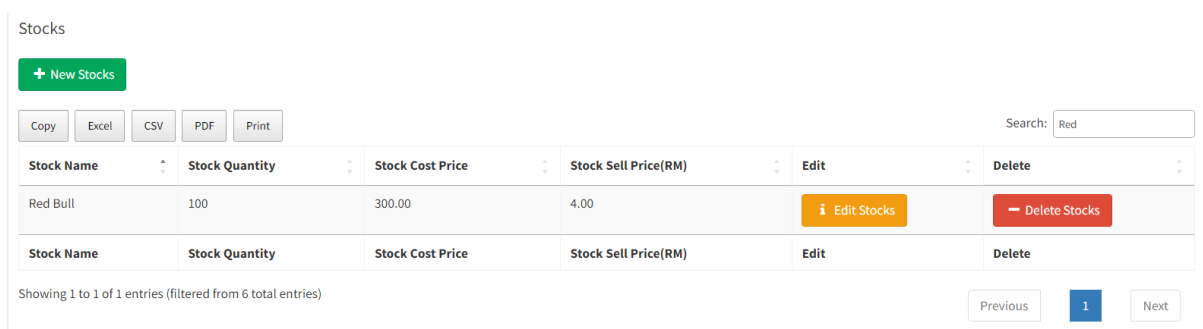 Stocks
+ New Stocks
Copy Excel CSV PDF Print Search: Red
Stock Name Stock Quantity Stock Cost Price Stock Sell Price(RM) Edit Delete
Red Bull 100 300.00 4.00 Edit Stocks Delete Stocks
Stock Name Stock Quantity Stock Cost Price Stock Sell Price(RM) Edit Delete
Showing 1 to 1 of 1 entries (filtered from 6 total entries)
Previous 1 Next